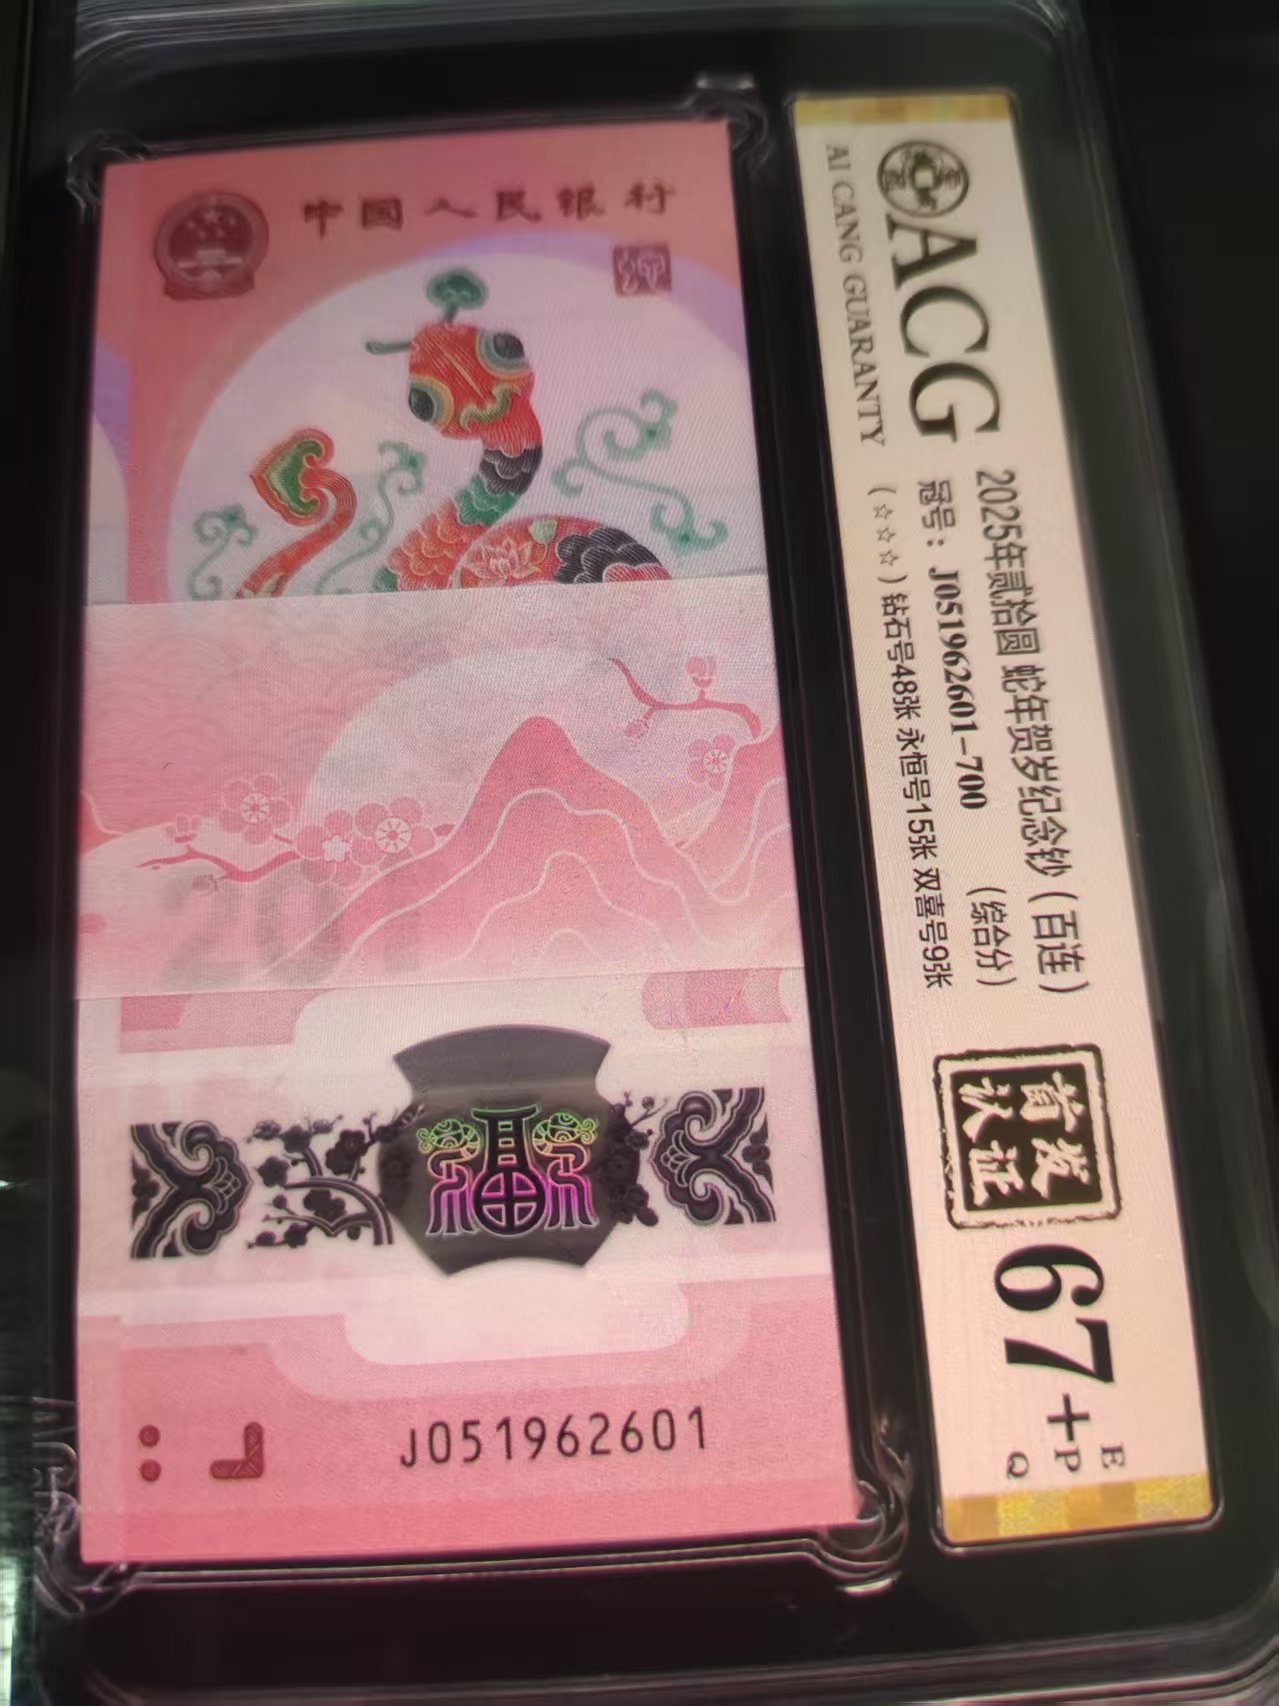 中国人民银行
J051962601
ACG
AI CANG GUARANTY
2025年贰拾圆 蛇年贺岁纪念钞（百连）
冠号：J051962601-700 （综合分）
（☆☆☆）钻石号48张 永恒号15张 双喜号9张
首发
认证
67+
E
P
Q